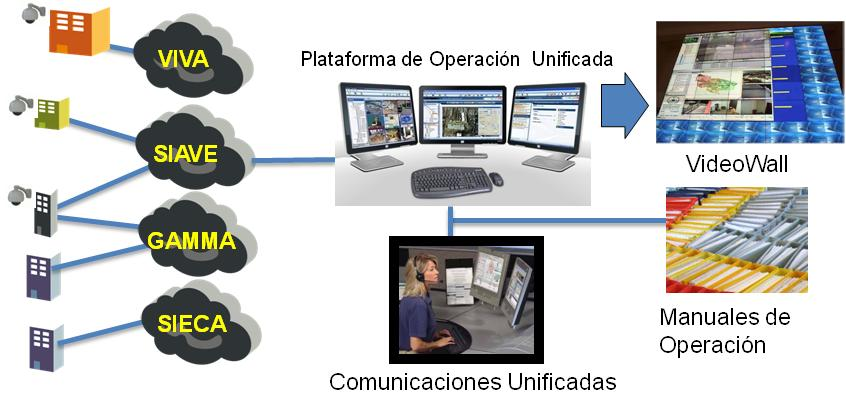 VIVA
Plataforma de Operación Unificada
SIAVE
VideoWall
GAMMA
SIECA
Manuales de
Operación
Comunicaciones Unificadas